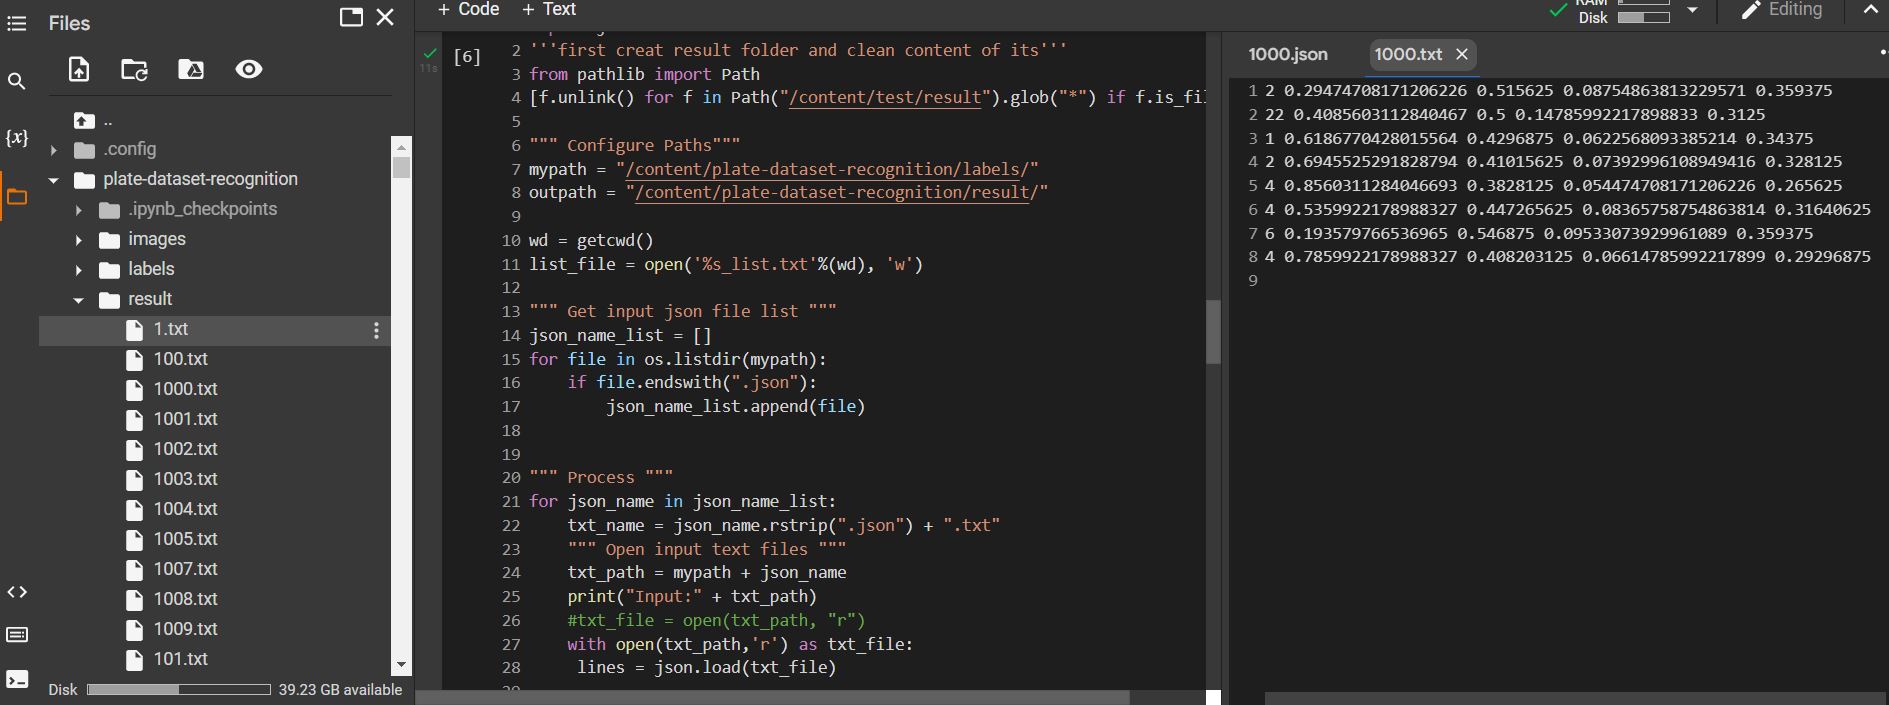 Files
..
.config
plate-dataset-recognition
.ipynb_checkpoints
images
labels
result
1.txt
100.txt
1000.txt
1001.txt
1002.txt
1003.txt
1004.txt
1005.txt
1007.txt
1008.txt
1009.txt
101.txt
Disk 39.23 GB available
{x}
+ Code + Text
RAM
Disk
Editing
[6]
11s
2 '''first creat result folder and clean content of its'''
3 from pathlib import Path
4 [f.unlink() for f in Path("/content/test/result").glob("*") if f.is_fil
5
6 """ Configure Paths"""
7 mypath = "/content/plate-dataset-recognition/labels/"
8 outpath = "/content/plate-dataset-recognition/result/"
9
10 wd = getcwd()
11 list_file = open('%s_list.txt'%(wd), 'w')
12
13 """ Get input json file list """
14 json_name_list = []
15 for file in os.listdir(mypath):
16 if file.endswith(".json"):
17 json_name_list.append(file)
18
19
20 """ Process """
21 for json_name in json_name_list:
22 txt_name = json_name.rstrip(".json") + ".txt"
23 """ Open input text files """
24 txt_path = mypath + json_name
25 print("Input:" + txt_path)
26 #txt_file = open(txt_path, "r")
27 with open(txt_path,'r') as txt_file:
28 lines = json.load(txt_file)
1000.json 1000.txt
1 2 0.29474708171206226 0.515625 0.08754863813229571 0.359375
2 22 0.4085603112840467 0.5 0.14785992217898833 0.3125
3 1 0.6186770428015564 0.4296875 0.0622568093385214 0.34375
4 2 0.6945525291828794 0.41015625 0.07392996108949416 0.328125
5 4 0.8560311284046693 0.3828125 0.054474708171206226 0.265625
6 4 0.5359922178988327 0.447265625 0.08365758754863814 0.31640625
7 6 0.193579766536965 0.546875 0.09533073929961089 0.359375
8 4 0.7859922178988327 0.408203125 0.06614785992217899 0.29296875
9